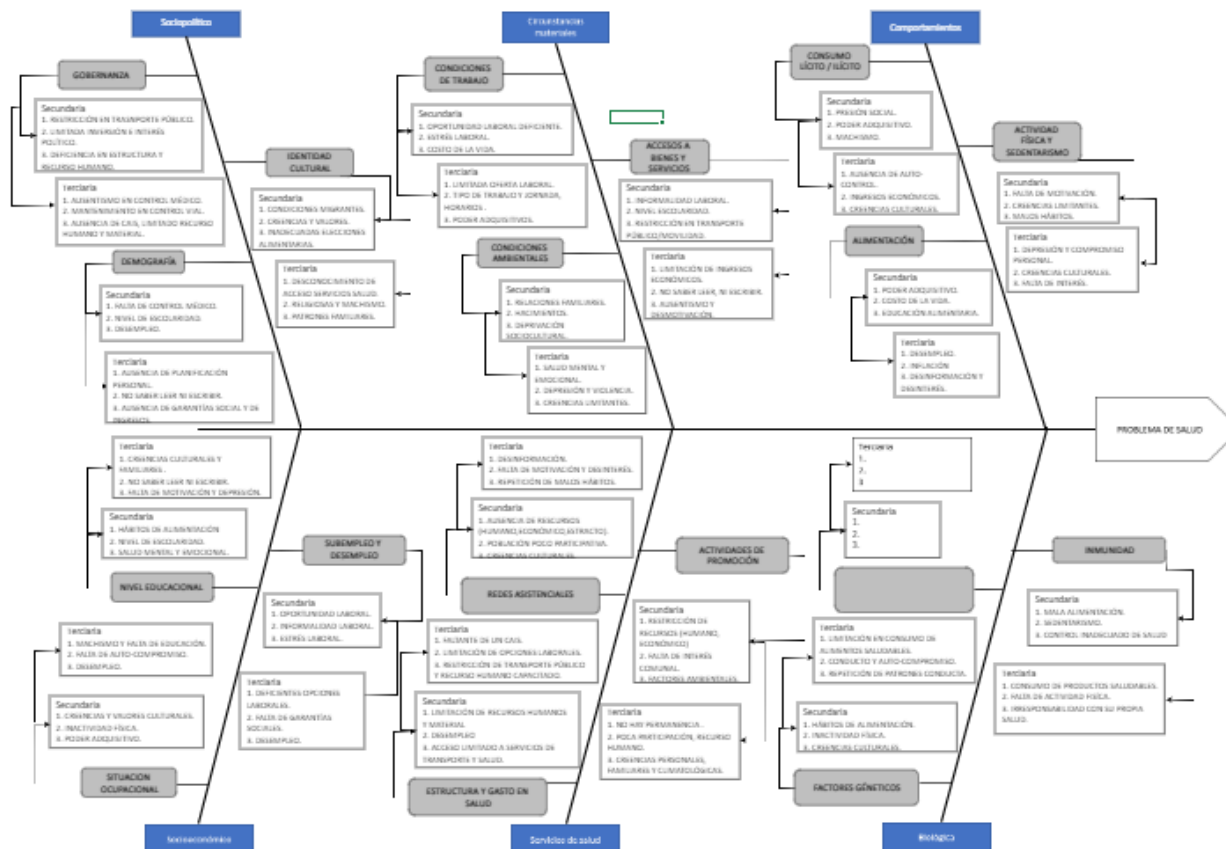 Sociopolítico
Circunstancias
materiales
Comportamientos
GOBERNANZA
Secundaria
1. RESTRICCIÓN EN TRASNPORTE PÚBLICO.
2. LIMITADA INVERSIÓN E INTERÉS
POLÍTICO.
3. DEFICIENCIA EN ESTRUCTURA Y
RECURSO HUMANO.
Terciaria
1. AUSENTISMO EN CONTROL MÉDICO.
2. MANTENIMIENTO EN CONTROL VIAL.
3. AUSENCIA DE CAIS, LIMITADO RECURSO
HUMANO Y MATERIAL.
IDENTIDAD
CULTURAL
Secundaria
1. CONDICIONES MIGRANTES.
2. CREENCIAS Y VALORES.
3. INADECUADAS ELECCIONES
ALIMENTARIAS.
Terciaria
1. DESCONOCIMIENTO DE
ACCESO SERVICIOS SALUD.
2. RELIGIOSAS Y MACHISMO.
3. PATRONES FAMILIARES.
DEMOGRAFÍA
Secundaria
1. FALTA DE CONTROL MÉDICO.
2. NIVEL DE ESCOLARIDAD.
3. DESEMPLEO.
Terciaria
1. AUSENCIA DE PLANIFICACIÓN
PERSONAL.
2. NO SABER LEER NI ESCRIBIR.
3. AUSENCIA DE GARANTÍAS SOCIAL Y DE
INGRESOS.
CONDICIONES
DE TRABAJO
Secundaria
1. OPORTUNIDAD LABORAL DEFICIENTE.
2. ESTRÉS LABORAL.
3. COSTO DE LA VIDA.
Terciaria
1. LIMITADA OFERTA LABORAL.
2. TIPO DE TRABAJO Y JORNADA,
HORARIOS.
3. PODER ADQUISITIVOS.
ACCESOS A
BIENES Y
SERVICIOS
Secundaria
1. INFORMALIDAD LABORAL.
2. NIVEL ESCOLARIDAD.
3. RESTRICCIÓN EN TRANSPORTE
PÚBLICO/MOVILIDAD.
Terciaria
1. LIMITACIÓN DE INGRESOS
ECONÓMICOS.
2. NO SABER LEER, NI ESCRIBIR.
3. AUSENTISMO Y
DESMOTIVACIÓN.
CONDICIONES
AMBIENTALES
Secundaria
1. RELACIONES FAMILIARES.
2. HACIMIENTOS.
3. DEPRIVACIÓN
SOCIOCULTURAL.
Terciaria
1. SALUD MENTAL Y
EMOCIONAL.
2. DEPRESIÓN Y VIOLENCIA.
3. CREENCIAS LIMITANTES.
CONSUMO
LÍCITO / ILÍCITO
Secundaria
1. PRESIÓN SOCIAL.
2. PODER ADQUISITIVO.
3. MACHISMO.
Terciaria
1. AUSENCIA DE AUTO-
CONTROL.
2. INGRESOS ECONÓMICOS.
3. CREENCIAS CULTURALES.
ACTIVIDAD
FÍSICA Y
SEDENTARISMO
Secundaria
1. FALTA DE MOTIVACIÓN.
2. CREENCIAS LIMITANTES.
3. MALOS HÁBITOS.
Terciaria
1. DEPRESIÓN Y COMPROMISO
PERSONAL.
2. CREENCIAS CULTURALES.
3. FALTA DE INTERÉS.
ALIMENTACIÓN
Secundaria
1. PODER ADQUISITIVO.
2. COSTO DE LA VIDA.
3. EDUCACIÓN ALIMENTARIA.
Terciaria
1. DESEMPLEO.
2. INFLACIÓN
3. DESINFORMACIÓN Y
DESINTERÉS.
PROBLEMA DE SALUD
Terciaria
1. CREENCIAS CULTURALES Y
FAMILIARES.
2. NO SABER LEER NI ESCRIBIR.
3. FALTA DE MOTIVACIÓN Y DEPRESIÓN.
Secundaria
1. HÁBITOS DE ALIMENTACIÓN
2. NIVEL DE ESCOLARIDAD.
3. SALUD MENTAL Y EMOCIONAL.
NIVEL EDUCACIONAL
SUBEMPLEO Y
DESEMPLEO
Secundaria
1. OPORTUNIDAD LABORAL.
2. INFORMALIDAD LABORAL.
3. ESTRÉS LABORAL.
Terciaria
1. DEFICIENTES OPCIONES
LABORALES.
2. FALTA DE GARANTÍAS
SOCIALES.
3. DESEMPLEO.
Terciaria
1. MACHISMO Y FALTA DE EDUCACIÓN.
2. FALTA DE AUTO-COMPROMISO.
3. DESEMPLEO.
Secundaria
1. CREENCIAS Y VALORES CULTURALES.
2. INACTIVIDAD FÍSICA.
3. PODER ADQUISITIVO.
SITUACION
OCUPACIONAL
Terciaria
1. DESINFORMACIÓN.
2. FALTA DE MOTIVACIÓN Y DESINTERÉS.
3. REPETICIÓN DE MALOS HÁBITOS.
Secundaria
1. AUSENCIA DE RESCURSOS
(HUMANO,ECONÓMICO,ESTRACTO).
2. POBLACIÓN POCO PARTICIPATIVA.
3. CREENCIAS CULTURALES.
REDES ASISTENCIALES
ACTIVIDADES DE
PROMOCIÓN
Secundaria
1. RESTRICCIÓN DE
RECURSOS (HUMANO,
ECONÓMICO)
2. FALTA DE INTERÉS
COMUNAL.
3. FACTORES AMBIENTALES.
Terciaria
1. NO HAY PERMANENCIA .
2. POCA PARTICIPACIÓN, RECURSO
HUMANO.
3. CREENCIAS PERSONALES,
FAMILIARES Y CLIMATOLÓGICAS.
Terciaria
1. FALTANTE DE UN CAIS.
2. LIMITACIÓN DE OPCIONES LABORALES.
3. RESTRICCIÓN DE TRANSPORTE PÚBLICO
Y RECURSO HUMANO CAPACITADO.
Secundaria
1. LIMITACIÓN DE RECURSOS HUMANOS
Y MATERIAL
2. DESEMPLEO
3. ACCESO LIMITADO A SERVICIOS DE
TRANSPORTE Y SALUD.
ESTRUCTURA Y GASTO EN
SALUD
Terciaria
1.
2.
3
Secundaria
1.
2.
3.
INMUNIDAD
Secundaria
1. MALA ALIMENTACIÓN.
2. SEDENTARISMO.
3. CONTROL INADECUADO DE SALUD
Terciaria
1. CONSUMO DE PRODUCTOS SALUDABLES.
2. FALTA DE ACTIVIDAD FISICA.
3. IRRESPONSABILIDAD CON SU PROPIA
SALUD.
Terciaria
1. LIMITACIÓN EN CONSUMO DE
ALIMENTOS SALUDABLES.
2. CONDUCTO Y AUTO-COMPROMISO.
3. REPETICIÓN DE PATRONES CONDUCTA.
Secundaria
1. HÁBITOS DE ALIMENTACIÓN.
2. INACTIVIDAD FÍSICA.
3. CREENCIAS CULTURALES.
FACTORES GÉNETICOS
Socioeconómico
Servicios de salud
Biológica